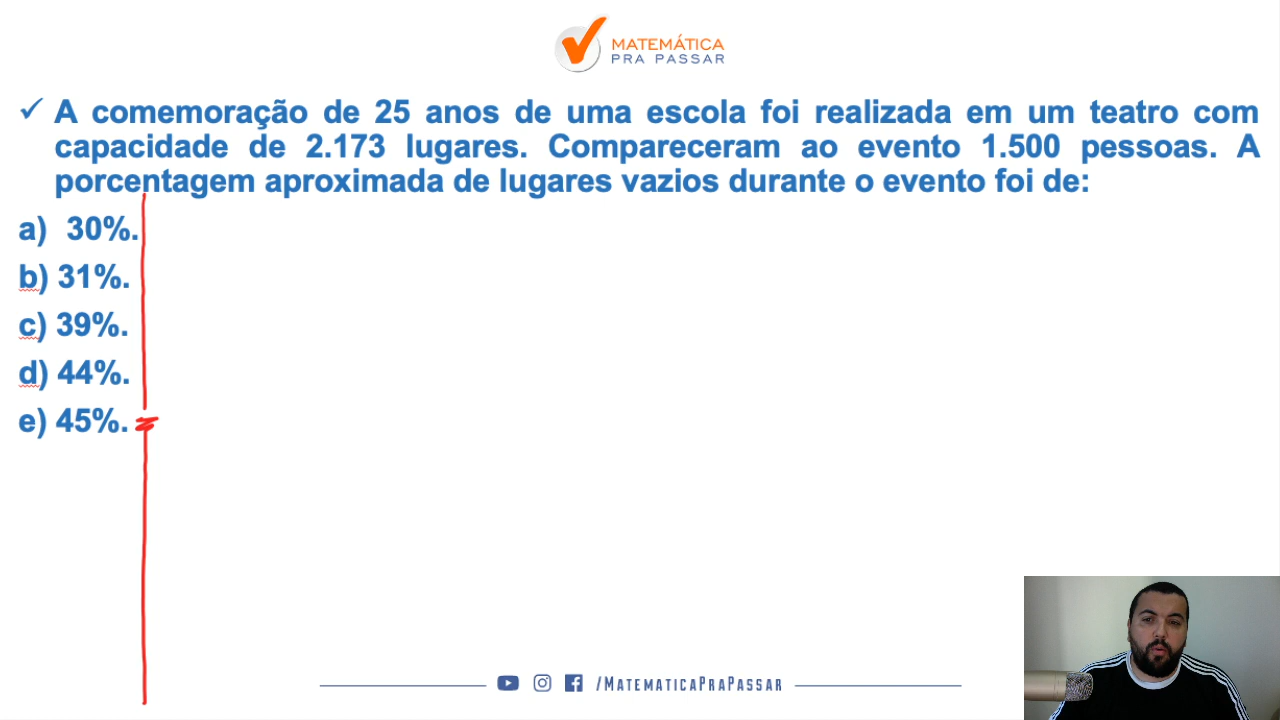 MATEMÁTICA
PRA PASSAR
✓ A comemoração de 25 anos de uma escola foi realizada em um teatro com
capacidade de 2.173 lugares. Compareceram ao evento 1.500 pessoas. A
porcentagem aproximada de lugares vazios durante o evento foi de:
a) 30%.
b) 31%.
c) 39%.
d) 44%.
e) 45%.
/MATEMATICAPRAPASSAR